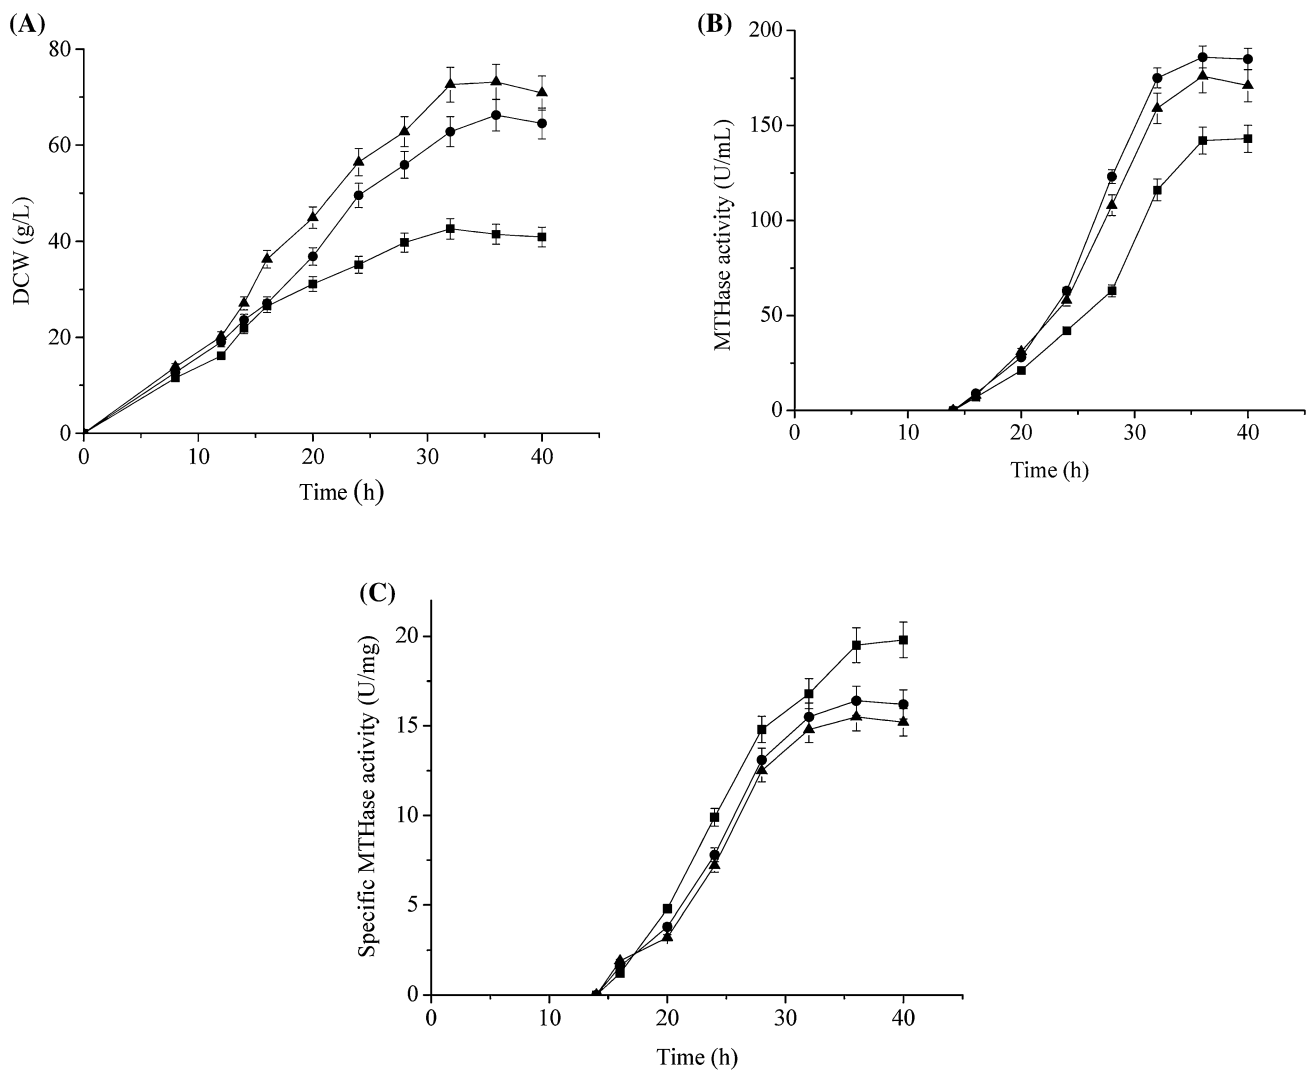 (A)
80
60
40
20
0
DCW (g/L)
0 10 20 30 40
Time (h)
(B)
200
150
100
50
0
MTHase activity (U/mL)
0 10 20 30 40
Time (h)
(C)
20
15
10
5
0
Specific MTHase activity (U/mg)
0 10 20 30 40
Time (h)